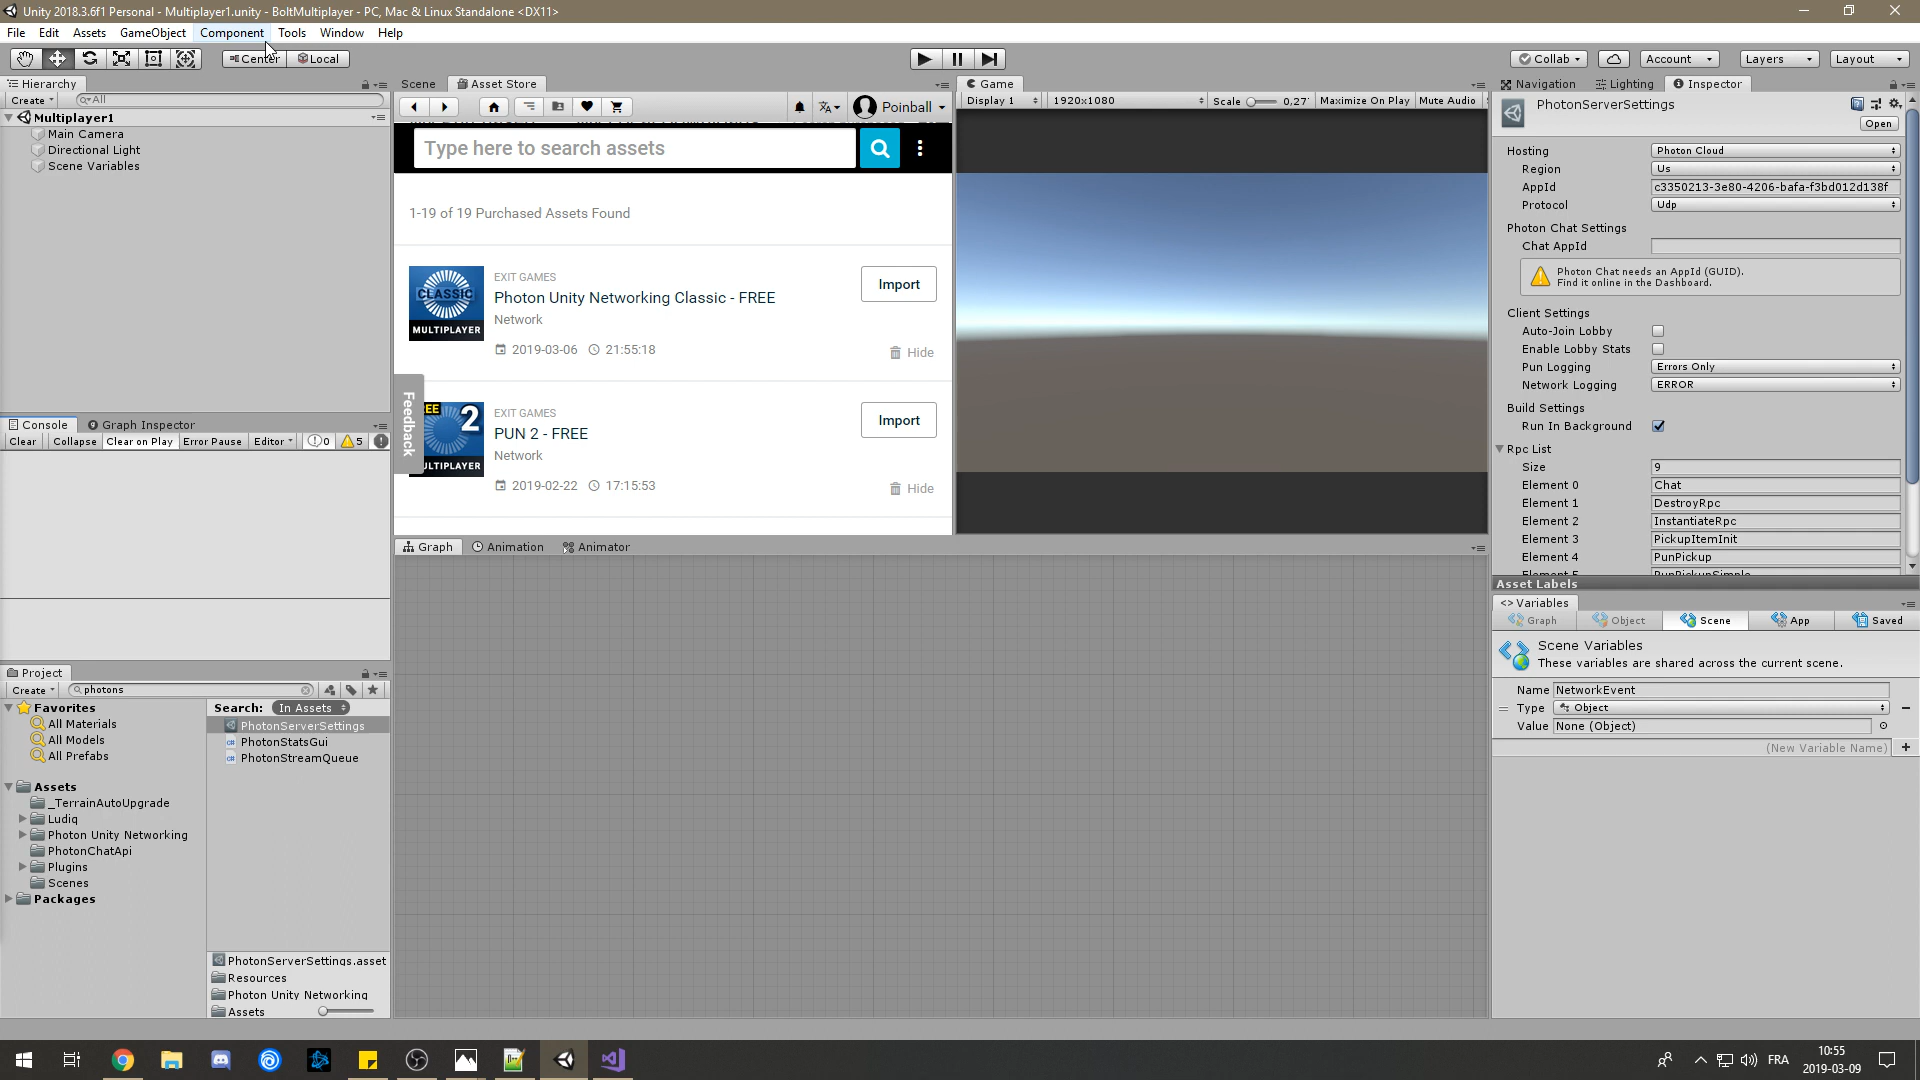 Unity 2018.3.6f1 Personal - Multiplayer1.unity - BoltMultiplayer - PC, Mac & Linux Standalone <DX11>
File Edit Assets GameObject Component Tools Window Help
Center Local
Collab Account Layers Layout
Hierarchy
Create All
Multiplayer1
Main Camera
Directional Light
Scene Variables
Scene Asset Store
Poinball
Type here to search assets
1-19 of 19 Purchased Assets Found
CLASSIC
MULTIPLAYER
EXIT GAMES
Photon Unity Networking Classic - FREE
Network
2019-03-06 21:55:18
Import
Hide
Feedback
2
EXIT GAMES
PUN 2 - FREE
Network
2019-02-22 17:15:53
Import
Hide
Game
Display 1 1920x1080 Scale 0,27 Maximize On Play Mute Audio
Navigation Lighting Inspector
PhotonServerSettings
Open
Hosting Photon Cloud
Region Us
AppId c3350213-3e80-4206-bafa-f3bd012d138f
Protocol Udp
Photon Chat Settings
Chat AppId
Photon Chat needs an AppId (GUID).
Find it online in the Dashboard.
Client Settings
Auto-Join Lobby
Enable Lobby Stats
Pun Logging Errors Only
Network Logging ERROR
Build Settings
Run In Background
Rpc List
Size 9
Element 0 Chat
Element 1 DestroyRpc
Element 2 InstantiateRpc
Element 3 PickupItemInit
Element 4 PunPickup
Element 5 PunPickupSimple
Asset Labels
<> Variables
Graph Object Scene App Saved
Scene Variables
These variables are shared across the current scene.
Name NetworkEvent
Type Object
Value None (Object)
(New Variable Name)
Console Graph Inspector
Clear Collapse Clear on Play Error Pause Editor 0 5
Graph Animation Animator
Project
Create photons
Favorites
All Materials
All Models
All Prefabs
Assets
_TerrainAutoUpgrade
Ludiq
Photon Unity Networking
PhotonChatApi
Plugins
Scenes
Packages
Search: In Assets
PhotonServerSettings
PhotonStatsGui
PhotonStreamQueue
PhotonServerSettings.asset
Resources
Photon Unity Networking
Assets
FRA
10:55
2019-03-09